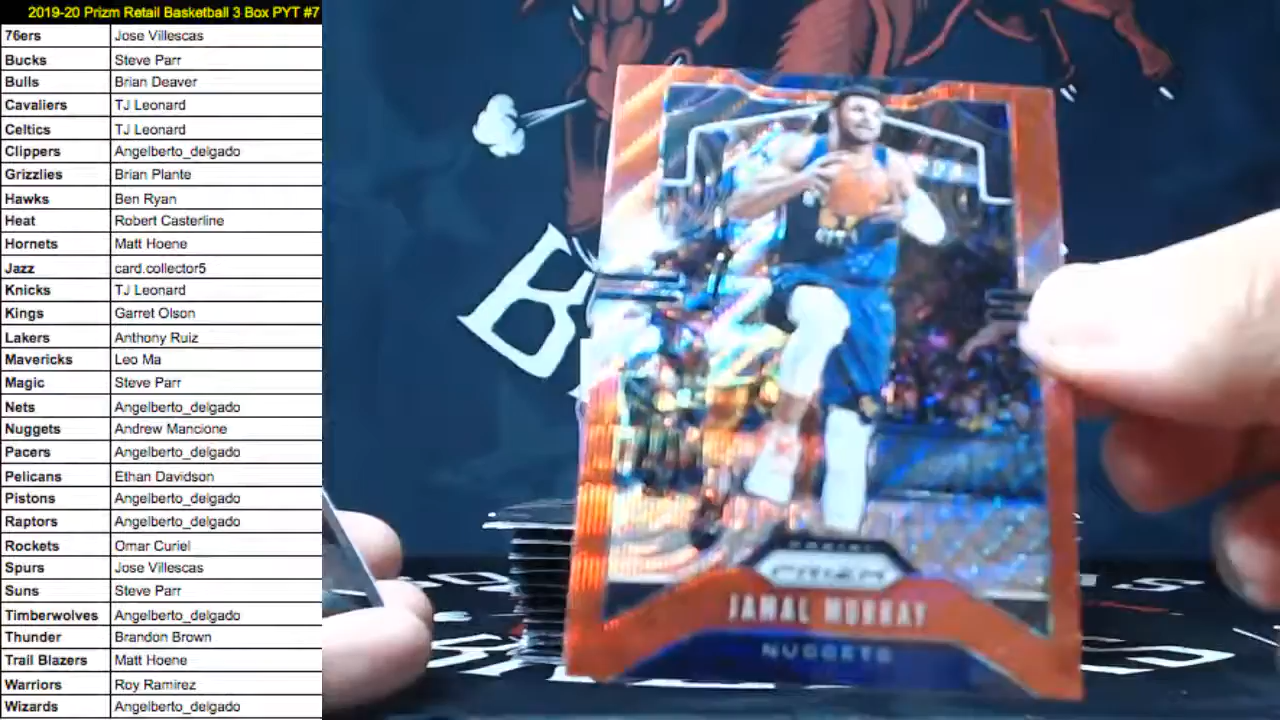 2019-20 Prizm Retail Basketball 3 Box PYT #7
76ers Jose Villescas
Bucks Steve Parr
Bulls Brian Deaver
Cavaliers TJ Leonard
Celtics TJ Leonard
Clippers Angelberto_delgado
Grizzlies Brian Plante
Hawks Ben Ryan
Heat Robert Casterline
Hornets Matt Hoene
Jazz card.collector5
Knicks TJ Leonard
Kings Garret Olson
Lakers Anthony Ruiz
Mavericks Leo Ma
Magic Steve Parr
Nets Angelberto_delgado
Nuggets Andrew Mancione
Pacers Angelberto_delgado
Pelicans Ethan Davidson
Pistons Angelberto_delgado
Raptors Angelberto_delgado
Rockets Omar Curiel
Spurs Jose Villescas
Suns Steve Parr
Timberwolves Angelberto_delgado
Thunder Brandon Brown
Trail Blazers Matt Hoene
Warriors Roy Ramirez
Wizards Angelberto_delgado
PANINI
PRIZM
JAMAL MURRAY
NUGGETS